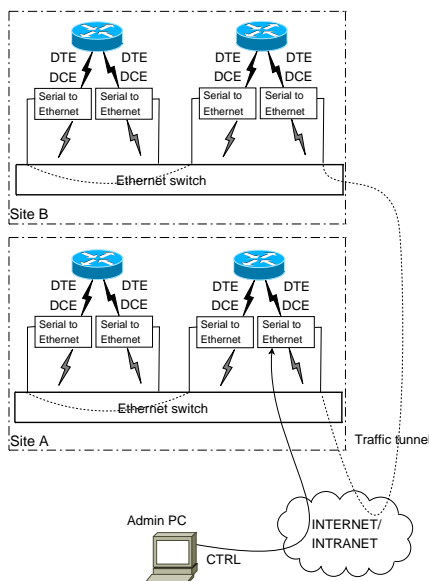 DTE DTE
DCE DCE
Serial to Ethernet
Serial to Ethernet
DTE DTE
DCE DCE
Serial to Ethernet
Serial to Ethernet
Ethernet switch
Site B
DTE DTE
DCE DCE
Serial to Ethernet
Serial to Ethernet
DTE DTE
DCE DCE
Serial to Ethernet
Serial to Ethernet
Ethernet switch
Site A
Traffic tunnel
Admin PC
CTRL
INTERNET/
INTRANET